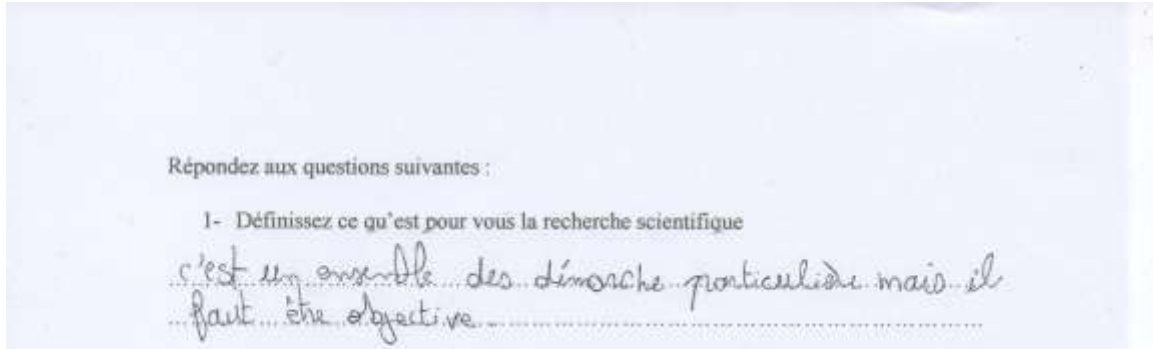 Répondez aux questions suivantes :
1- Définissez ce qu'est pour vous la recherche scientifique
c'est un ensemble des démarche particulière mais il
faut être objective